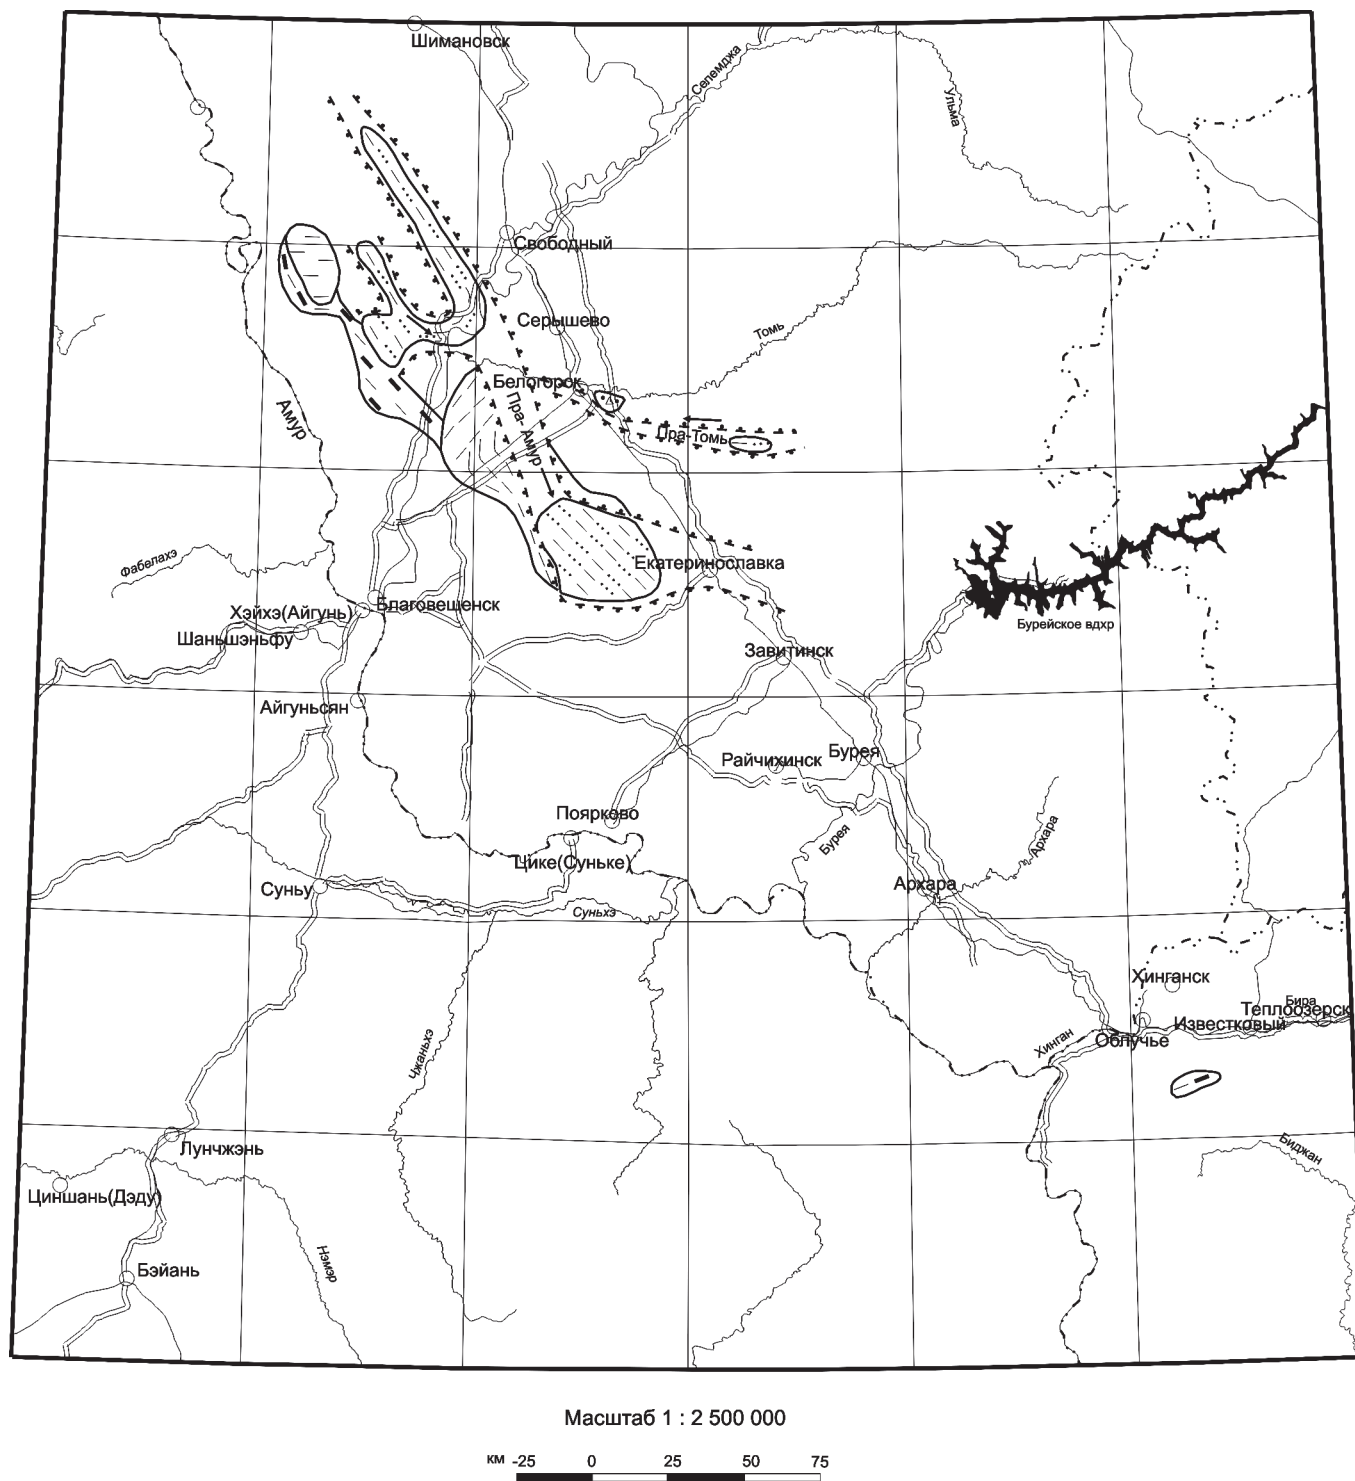 Шимановск
Селемджа
Ульма
Свободный
Серышево
Томь
Белогорск
Амур
Пра-Амур
Пра-Томь
Фабелахэ
Екатеринославка
Хэйхэ(Айгунь)
Благовещенск
Шаньшэньфу
Бурейское вдхр
Завитинск
Айгуньсян
Райчихинск
Бурея
Поярково
Бурея
Архара
Цике(Суньке)
Суньу
Архара
Суньхэ
Хинганск
Бира
Теплоозерск
Известковый
Облучье
Хинган
Чжаньхэ
Лунчжэнь
Биджан
Циншань(Дэду)
Нэмэр
Бэйань
Масштаб 1 : 2 500 000
км -25 0 25 50 75